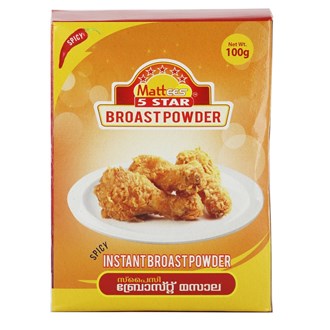 SPICY
Net Wt.
100g
Mattees
5 STAR
BROAST POWDER
SPICY
INSTANT BROAST POWDER
സ്പൈസി
ബ്രോസ്റ്റ് മസാല